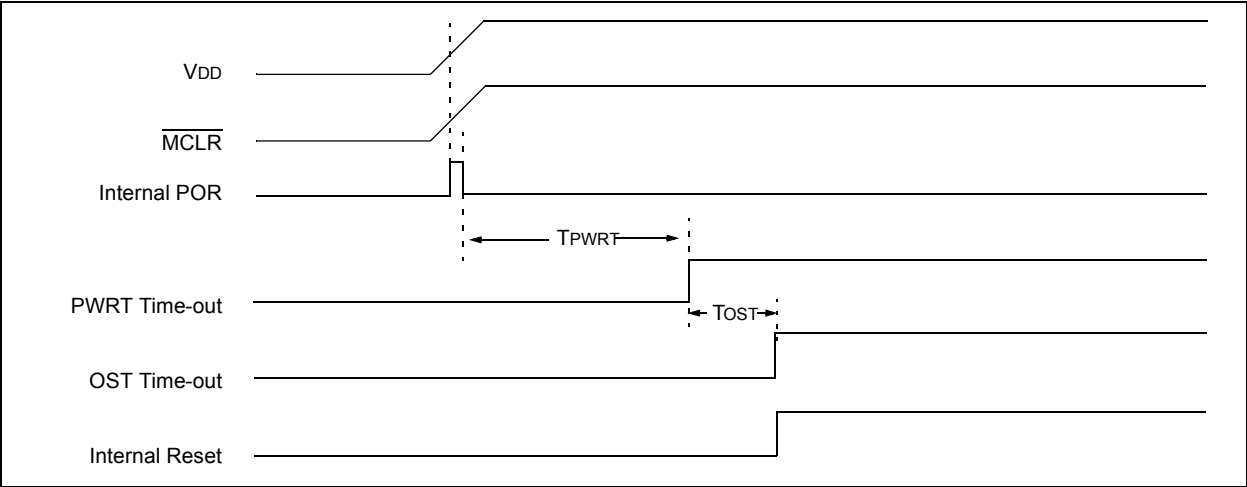 VDD
MCLR
Internal POR
TPWRT
PWRT Time-out
TOST
OST Time-out
Internal Reset